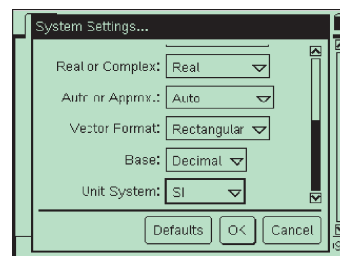 System Settings...
Real or Complex: Real
Auto or Approx.: Auto
Vector Format: Rectangular
Base: Decimal
Unit System: SI
Defaults OK Cancel